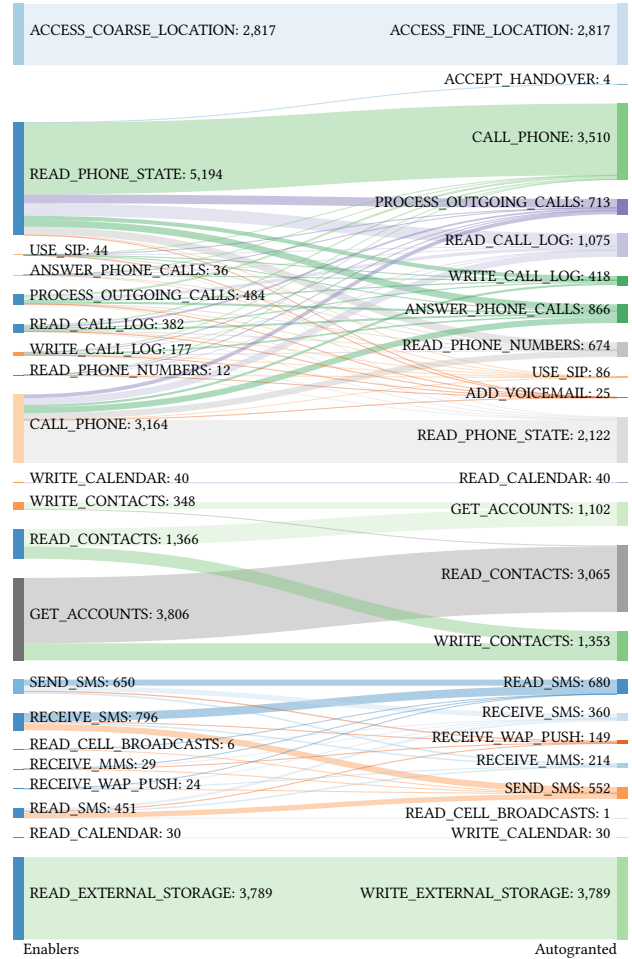 ACCESS_COARSE_LOCATION: 2,817
ACCESS_FINE_LOCATION: 2,817
ACCEPT_HANDOVER: 4
CALL_PHONE: 3,510
READ_PHONE_STATE: 5,194
PROCESS_OUTGOING_CALLS: 713
READ_CALL_LOG: 1,075
USE_SIP: 44
ANSWER_PHONE_CALLS: 36
WRITE_CALL_LOG: 418
PROCESS_OUTGOING_CALLS: 484
ANSWER_PHONE_CALLS: 866
READ_CALL_LOG: 382
READ_PHONE_NUMBERS: 674
WRITE_CALL_LOG: 177
READ_PHONE_NUMBERS: 12
USE_SIP: 86
ADD_VOICEMAIL: 25
CALL_PHONE: 3,164
READ_PHONE_STATE: 2,122
WRITE_CALENDAR: 40
READ_CALENDAR: 40
WRITE_CONTACTS: 348
GET_ACCOUNTS: 1,102
READ_CONTACTS: 1,366
READ_CONTACTS: 3,065
GET_ACCOUNTS: 3,806
WRITE_CONTACTS: 1,353
SEND_SMS: 650
READ_SMS: 680
RECEIVE_SMS: 796
RECEIVE_SMS: 360
READ_CELL_BROADCASTS: 6
RECEIVE_WAP_PUSH: 149
RECEIVE_MMS: 29
RECEIVE_MMS: 214
RECEIVE_WAP_PUSH: 24
SEND_SMS: 552
READ_SMS: 451
READ_CELL_BROADCASTS: 1
READ_CALENDAR: 30
WRITE_CALENDAR: 30
READ_EXTERNAL_STORAGE: 3,789
WRITE_EXTERNAL_STORAGE: 3,789
Enablers
Autogranted